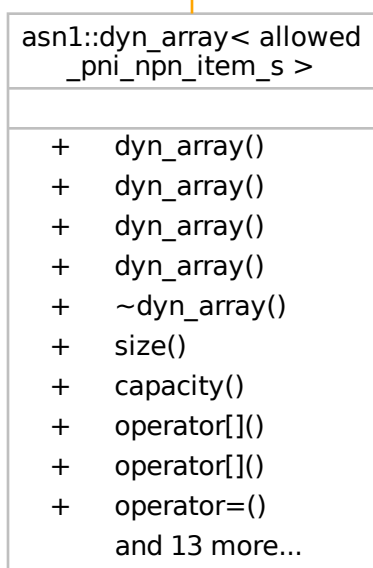 asn1::dyn_array< allowed
_pni_npn_item_s >
+ dyn_array()
+ dyn_array()
+ dyn_array()
+ dyn_array()
+ ~dyn_array()
+ size()
+ capacity()
+ operator[]()
+ operator[]()
+ operator=()
and 13 more...